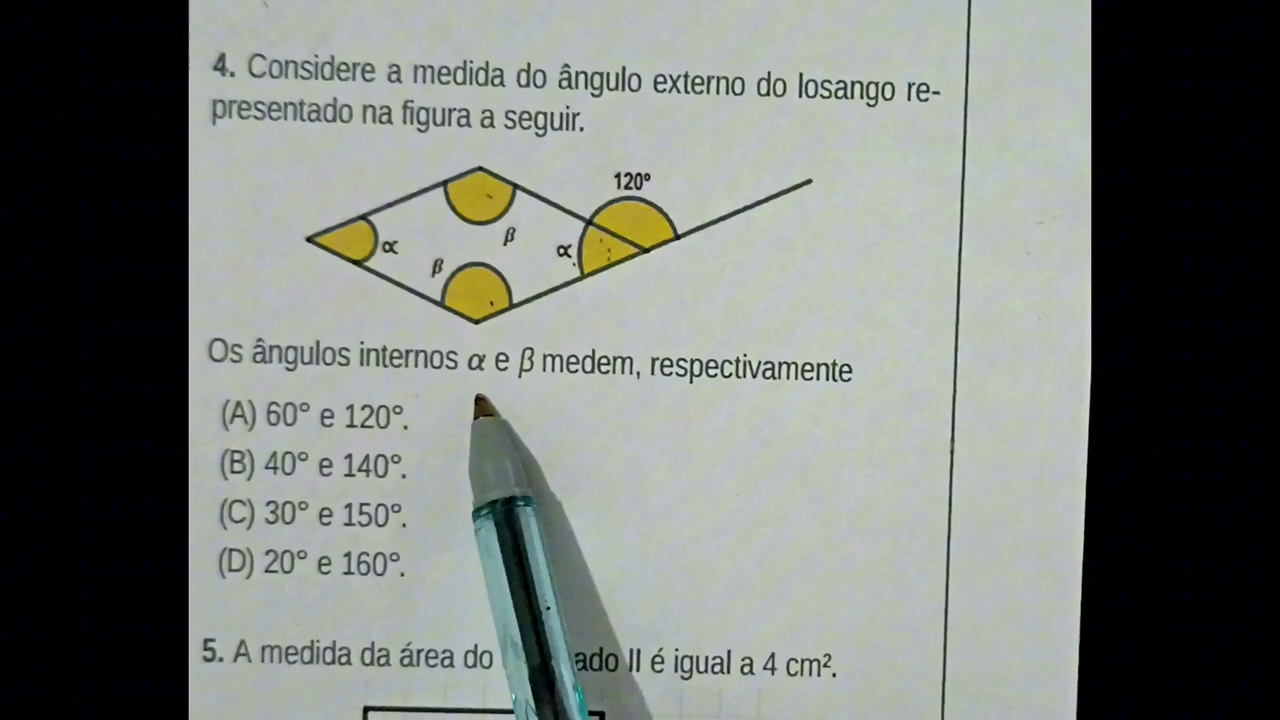 4. Considere a medida do ângulo externo do losango re-
presentado na figura a seguir.
120º
β
α
β
α
Os ângulos internos α e β medem, respectivamente
(A) 60° e 120°.
(B) 40° e 140°.
(C) 30° e 150°.
(D) 20° e 160°.
5. A medida da área do ado II é igual a 4 cm².